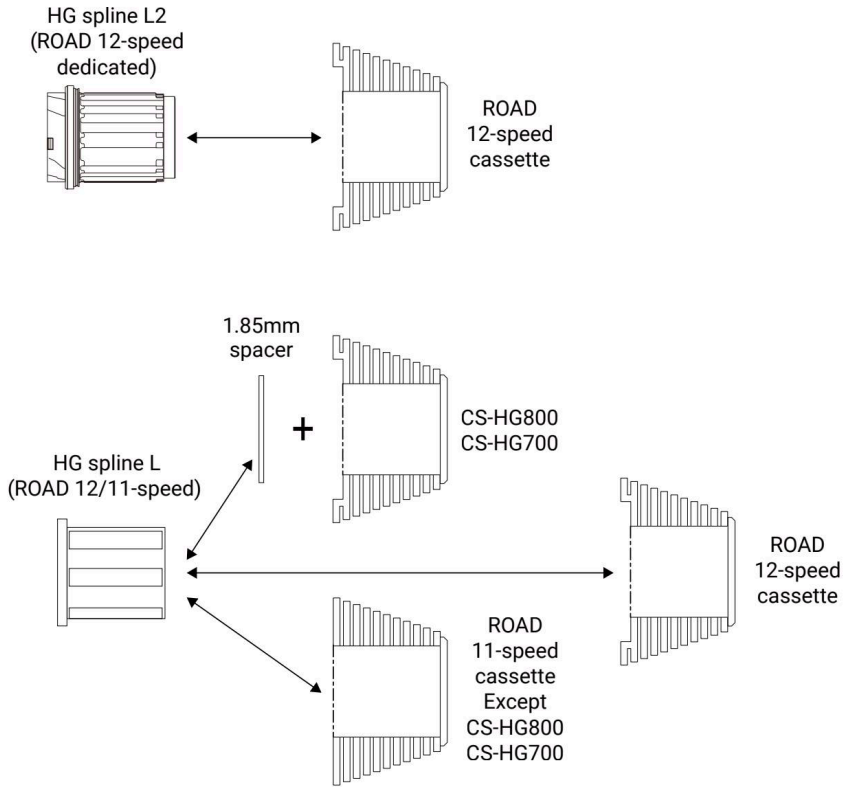 HG spline L2
(ROAD 12-speed
dedicated)
ROAD
12-speed
cassette
1.85mm
spacer
+
CS-HG800
CS-HG700
HG spline L
(ROAD 12/11-speed)
ROAD
12-speed
cassette
ROAD
11-speed
cassette
Except
CS-HG800
CS-HG700